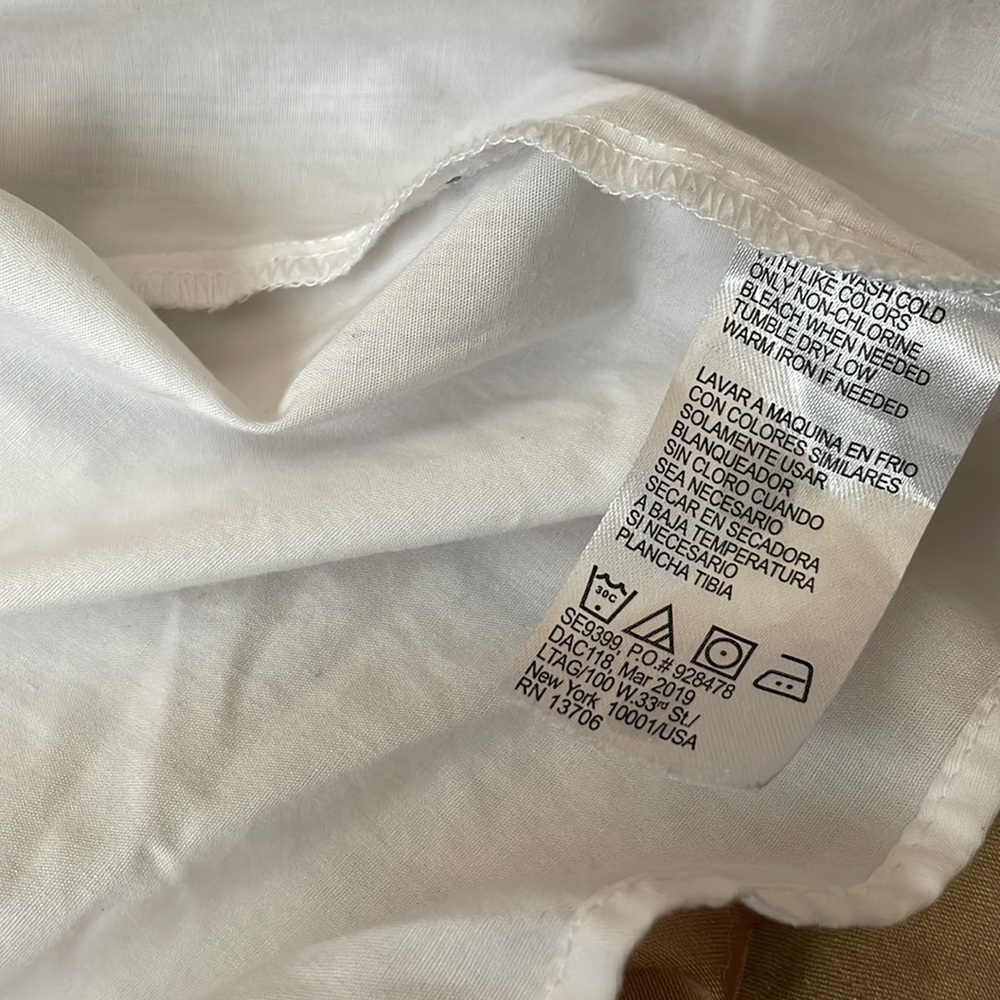 WASH COLD
WITH LIKE COLORS
ONLY NON-CHLORINE
BLEACH WHEN NEEDED
TUMBLE DRY LOW
WARM IRON IF NEEDED
LAVAR A MAQUINA EN FRIO
CON COLORES SIMILARES
SOLAMENTE USAR
BLANQUEADOR
SIN CLORO CUANDO
SEA NECESARIO
SECAR EN SECADORA
A BAJA TEMPERATURA
SI NECESARIO
PLANCHA TIBIA
30C
SE9399, P.O.# 928478
DAC118, Mar 2019
LTAG/100 W.33rd St./
New York 10001/USA
RN 13706